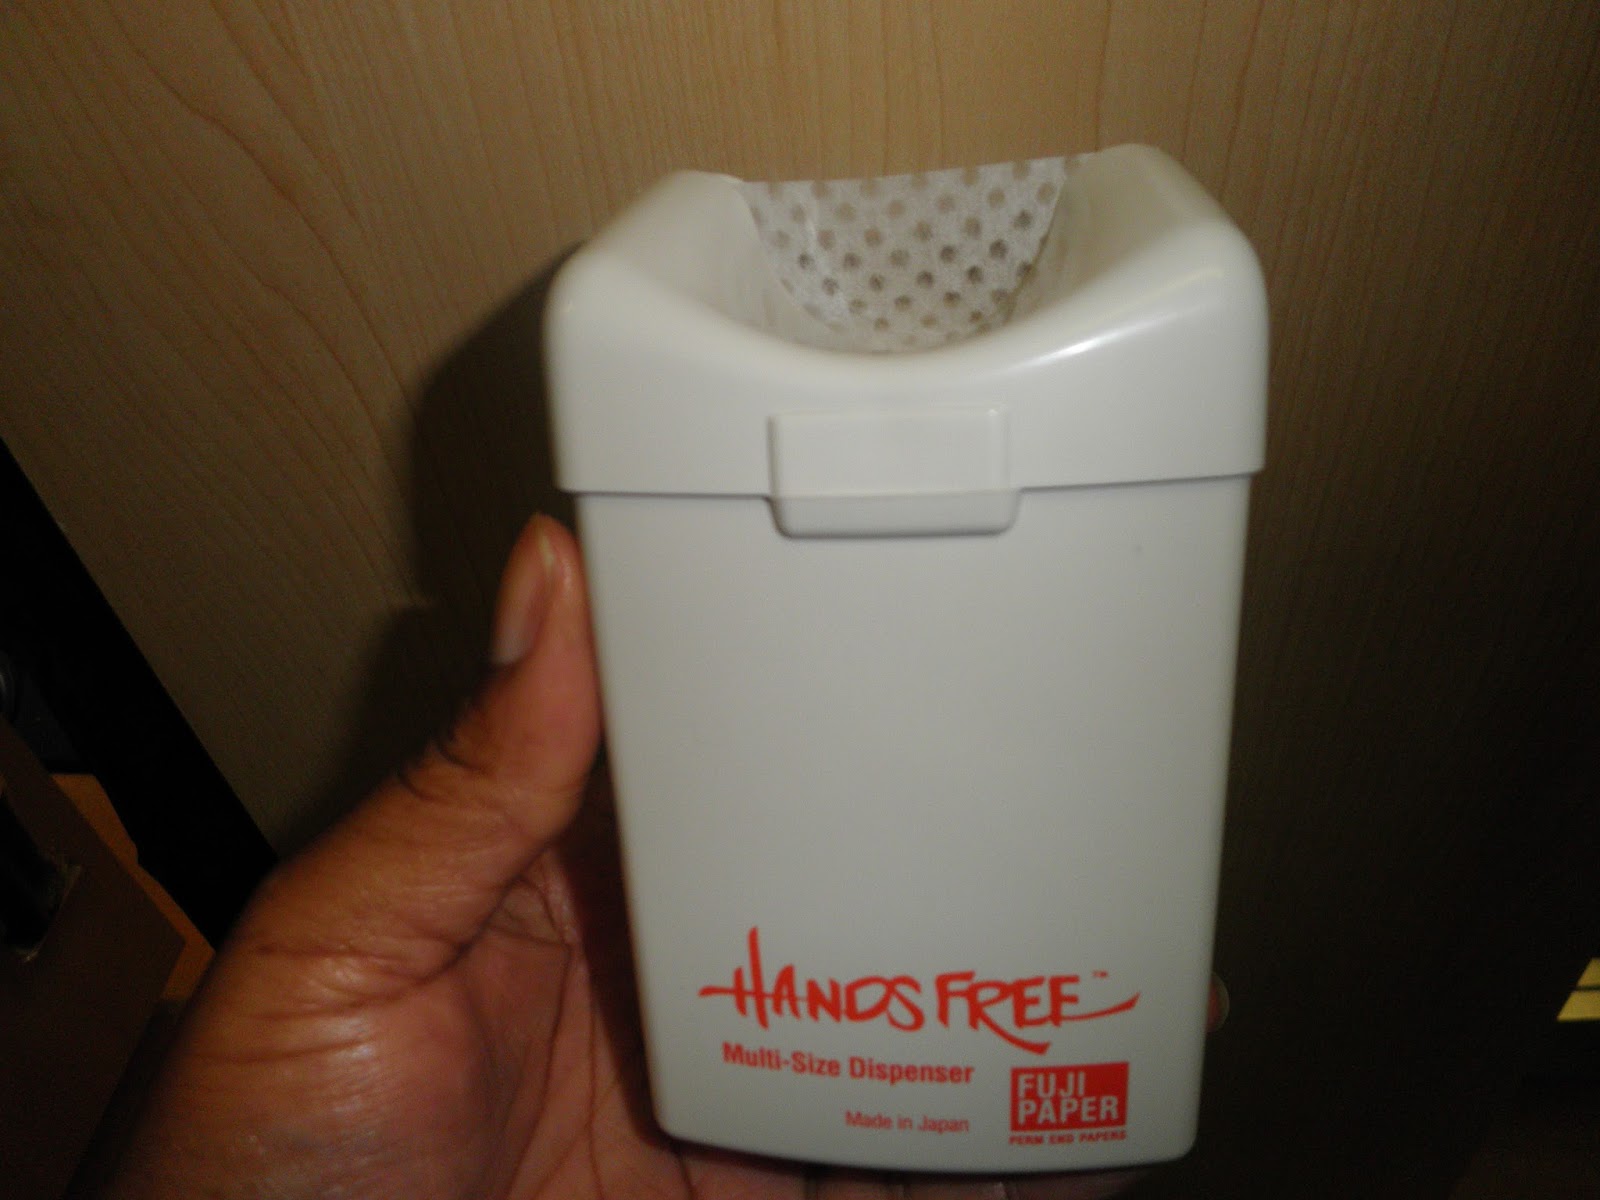 HANDS FREE™
Multi-Size Dispenser
Made in Japan
FUJI
PAPER
PERM END PAPERS